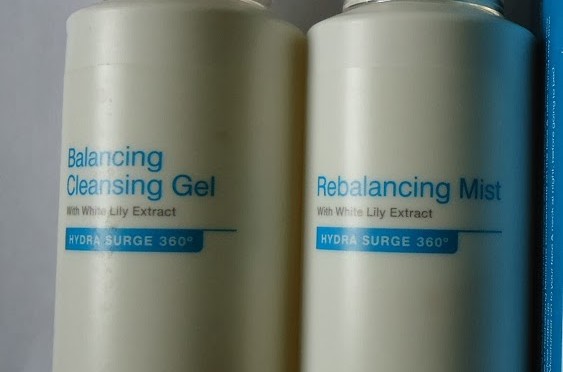 Balancing
Cleansing Gel
With White Lily Extract
HYDRA SURGE 360°
Rebalancing Mist
With White Lily Extract
HYDRA SURGE 360°